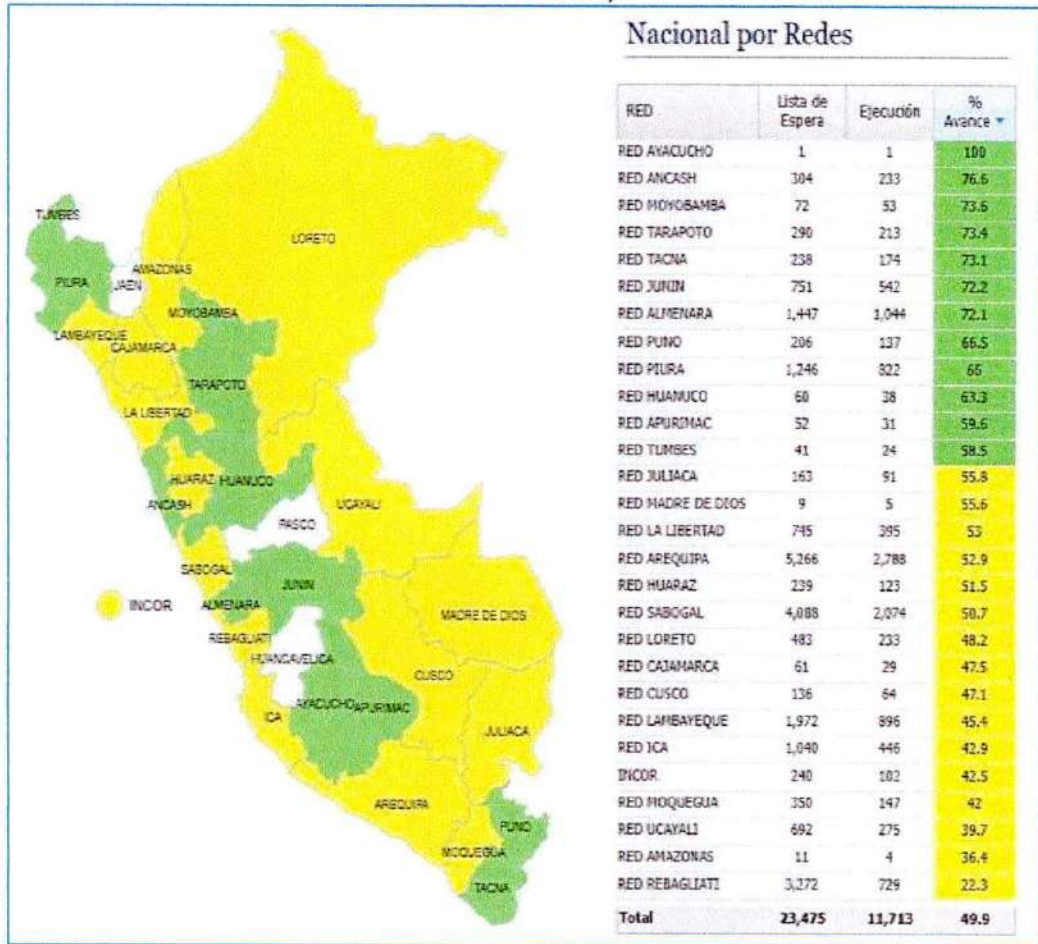 Nacional por Redes
RED Lista de Espera Ejecución % Avance
RED AYACUCHO 1 1 100
RED ANCASH 304 233 76.6
RED MOYOBAMBA 72 53 73.6
RED TARAPOTO 290 213 73.4
RED TACNA 238 174 73.1
RED JUNIN 751 542 72.2
RED ALMENARA 1,447 1,044 72.1
RED PUNO 206 137 66.5
RED PIURA 1,246 822 66
RED HUANUCO 60 38 63.3
RED APURIMAC 52 31 59.6
RED TUMBES 41 24 58.5
RED JULIACA 163 91 55.8
RED MADRE DE DIOS 9 5 55.6
RED LA LIBERTAD 745 395 53
RED AREQUIPA 5,266 2,788 52.9
RED HUARAZ 239 123 51.5
RED SABOGAL 4,088 2,074 50.7
RED LORETO 483 233 48.2
RED CAJAMARCA 61 29 47.5
RED CUSCO 136 64 47.1
RED LAMBAYEQUE 1,972 896 45.4
RED ICA 1,040 446 42.9
INCOR 240 102 42.5
RED MOQUEGUA 350 147 42
RED UCAYALI 692 275 39.7
RED AMAZONAS 11 4 36.4
RED REBAGLIATI 3,272 729 22.3
Total 23,475 11,713 49.9
TUMBES
LORETO
AMAZONAS
PIURA
JAEN
MOYOBAMBA
LAMBAYEQUE
CAJAMARCA
TARAPOTO
LA LIBERTAD
HUARAZ
HUANUCO
UCAYALI
ANCASH
PASCO
SABOGAL
JUNIN
INCOR
ALMENARA
MADRE DE DIOS
REBAGLIATI
HUANCAVELICA
CUSCO
AYACUCHO
APURIMAC
ICA
JULIACA
AREQUIPA
PUNO
MOQUEGUA
TACNA